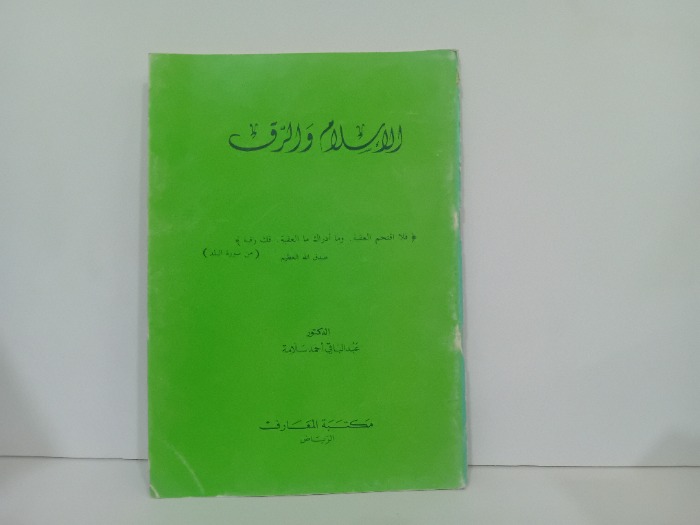 الإسلام والرّق
﴿ فلا اقتحم العقبة . وما أدراك ما العقبة . فك رقبة ﴾
صدق الله العظيم ( من سورة البلد )
الدكتور
عبد الباقي أحمد سلامة
مكتبة المعارف
الرياض